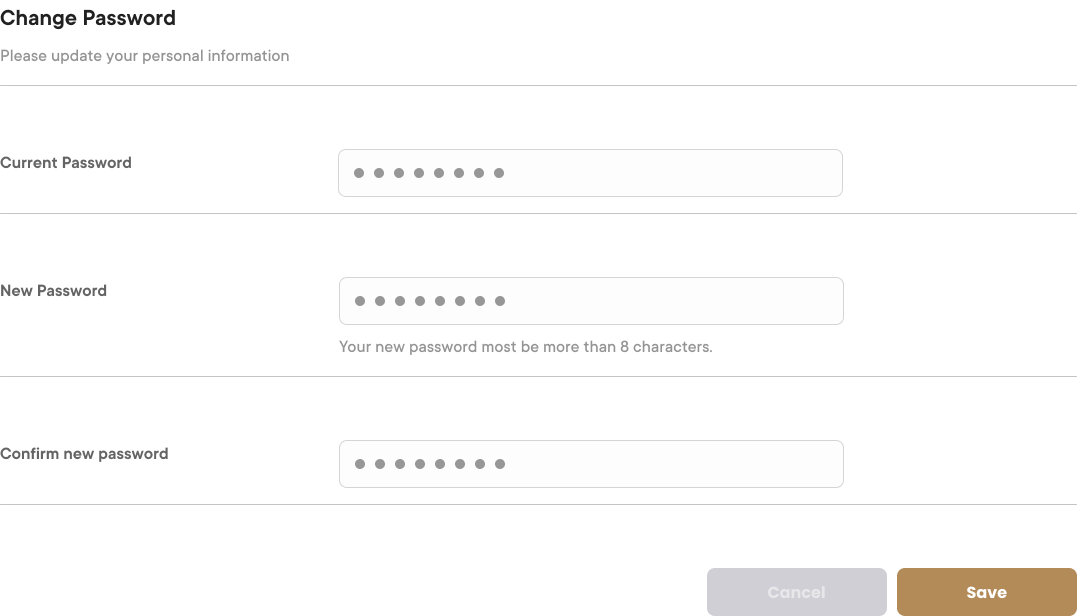 Change Password
Please update your personal information
Current Password
New Password
Your new password most be more than 8 characters.
Confirm new password
Cancel
Save